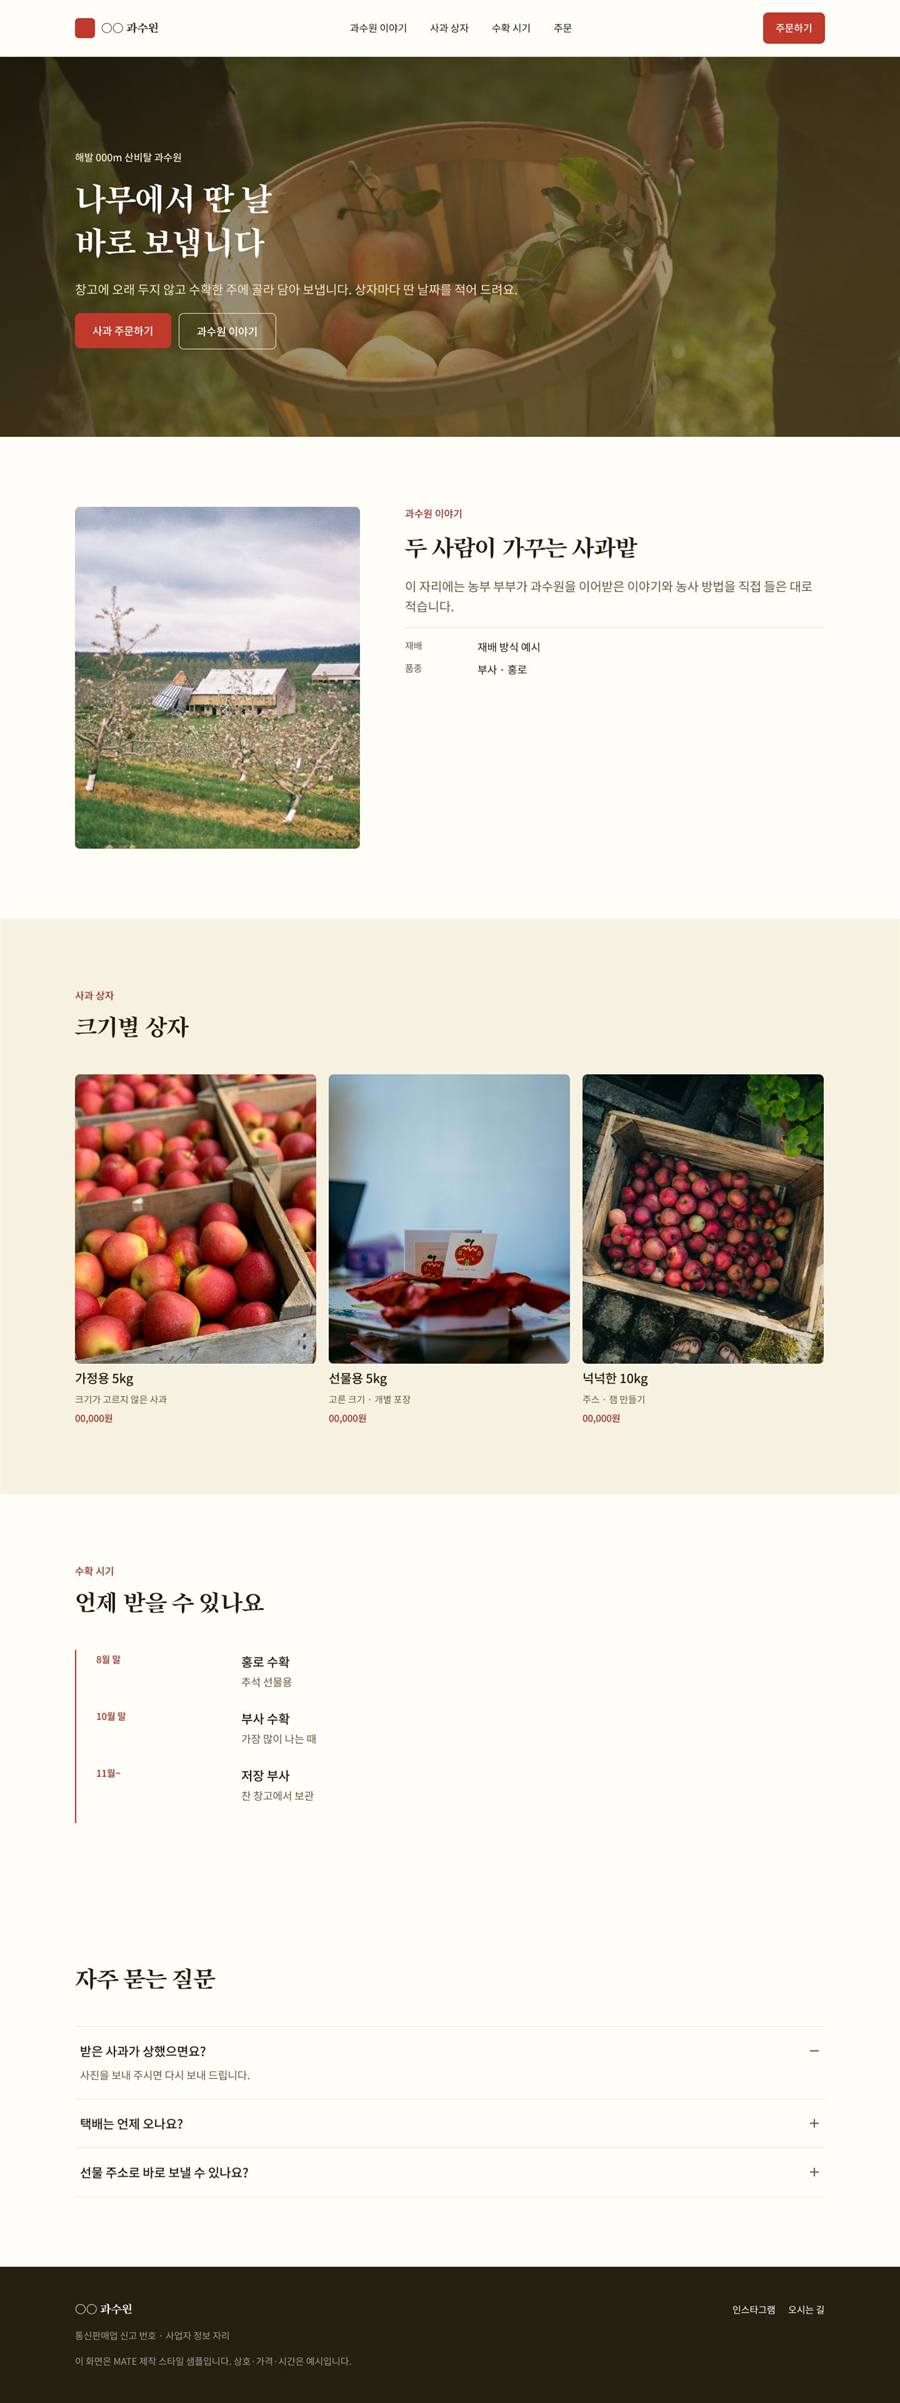 ○○ 과수원
과수원 이야기
사과 상자
수확 시기
주문
주문하기
해발 000m 산비탈 과수원
나무에서 딴 날
바로 보냅니다
창고에 오래 두지 않고 수확한 주에 골라 담아 보냅니다. 상자마다 딴 날짜를 적어 드려요.
사과 주문하기
과수원 이야기
과수원 이야기
두 사람이 가꾸는 사과밭
이 자리에는 농부 부부가 과수원을 이어받은 이야기와 농사 방법을 직접 들은 대로
적습니다.
재배 재배 방식 예시
품종 부사 · 홍로
사과 상자
크기별 상자
가정용 5kg
크기가 고르지 않은 사과
00,000원
선물용 5kg
고른 크기 · 개별 포장
00,000원
넉넉한 10kg
주스 · 잼 만들기
00,000원
수확 시기
언제 받을 수 있나요
8월 말 홍로 수확
추석 선물용
10월 말 부사 수확
가장 많이 나는 때
11월~ 저장 부사
찬 창고에서 보관
자주 묻는 질문
받은 사과가 상했으면요?
사진을 보내 주시면 다시 보내 드립니다.
택배는 언제 오나요?
선물 주소로 바로 보낼 수 있나요?
○○ 과수원
인스타그램
오시는 길
통신판매업 신고 번호 · 사업자 정보 자리
이 화면은 MATE 제작 스타일 샘플입니다. 상호·가격·시간은 예시입니다.